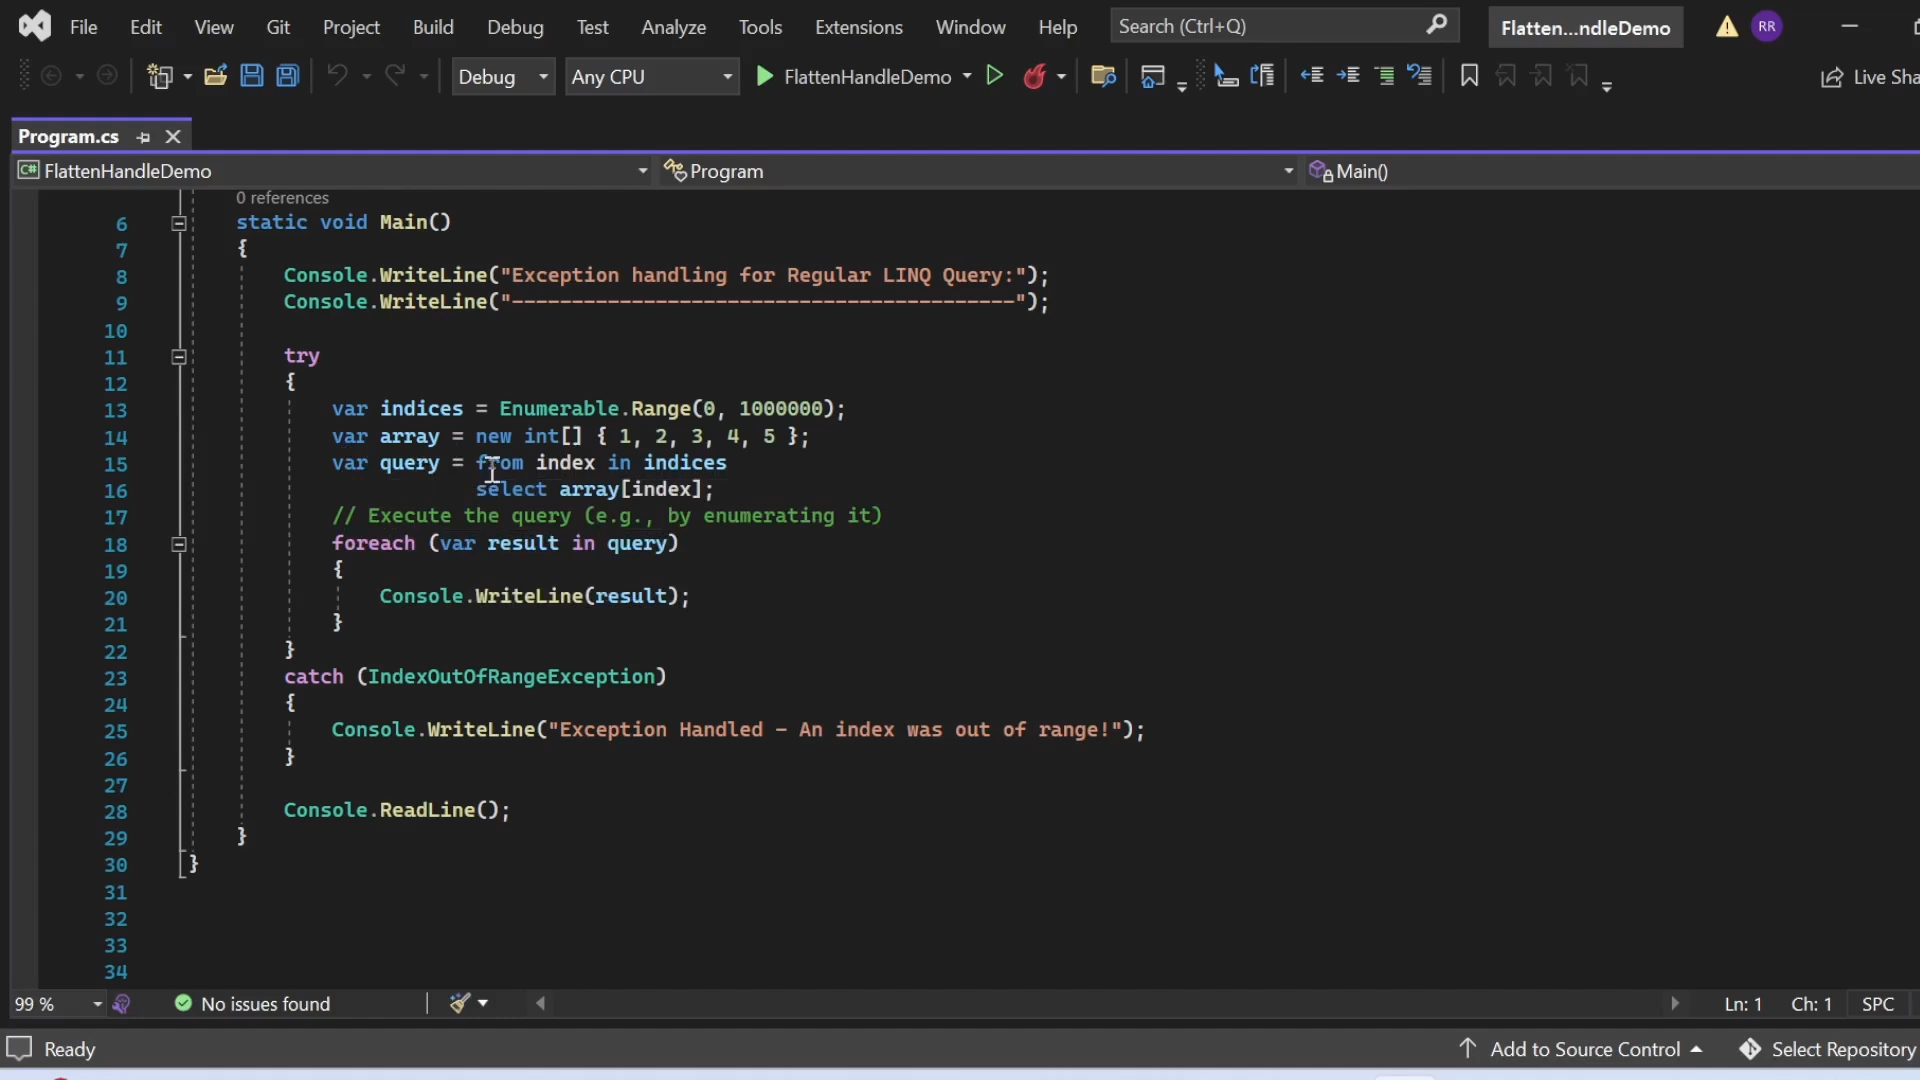 File Edit View Git Project Build Debug Test Analyze Tools Extensions Window Help Search (Ctrl+Q) Flatten...ndleDemo RR
Debug Any CPU FlattenHandleDemo Live Sha
Program.cs
C# FlattenHandleDemo Program Main()
0 references
6 static void Main()
7 {
8 Console.WriteLine("Exception handling for Regular LINQ Query:");
9 Console.WriteLine("------------------------------------------");
10
11 try
12 {
13 var indices = Enumerable.Range(0, 1000000);
14 var array = new int[] { 1, 2, 3, 4, 5 };
15 var query = from index in indices
16 select array[index];
17 // Execute the query (e.g., by enumerating it)
18 foreach (var result in query)
19 {
20 Console.WriteLine(result);
21 }
22 }
23 catch (IndexOutOfRangeException)
24 {
25 Console.WriteLine("Exception Handled - An index was out of range!");
26 }
27
28 Console.ReadLine();
29 }
30 }
31
32
33
34
99 % No issues found Ln: 1 Ch: 1 SPC
Ready Add to Source Control Select Repository